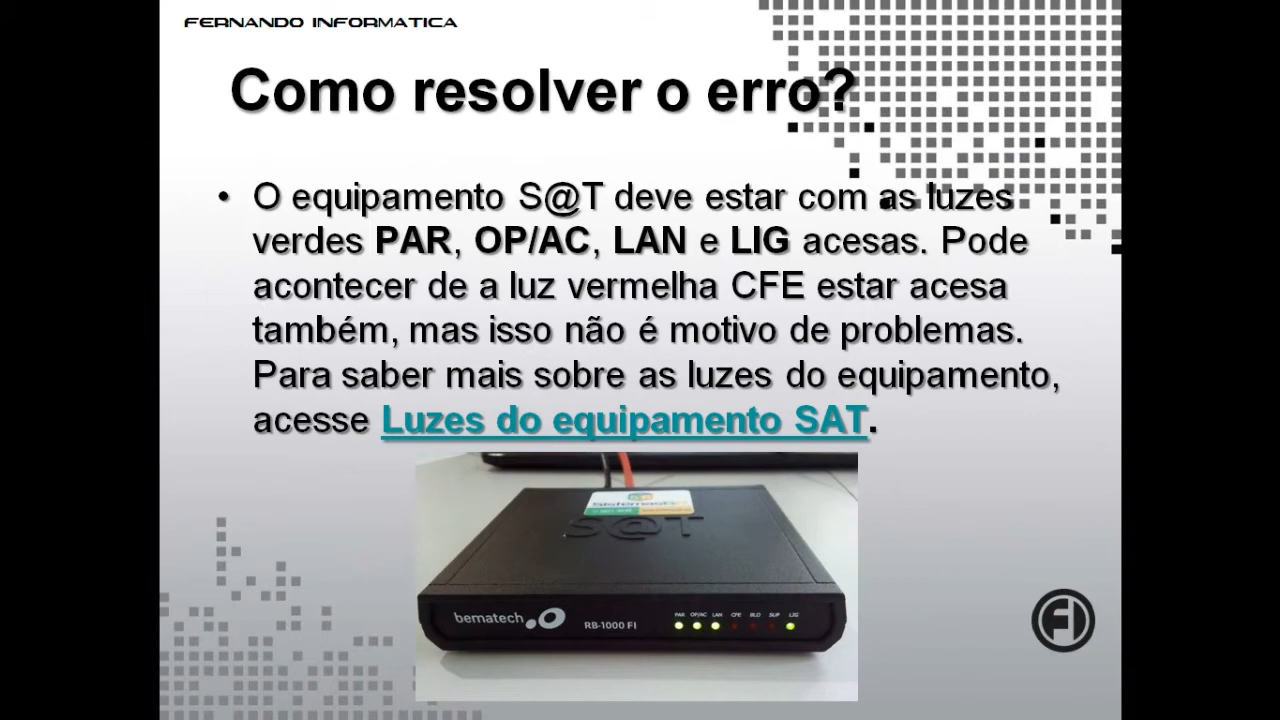 FERNANDO INFORMATICA
Como resolver o erro?
• O equipamento S@T deve estar com as luzes
verdes PAR, OP/AC, LAN e LIG acesas. Pode
acontecer de a luz vermelha CFE estar acesa
também, mas isso não é motivo de problemas.
Para saber mais sobre as luzes do equipamento,
acesse Luzes do equipamento SAT.
S@T
PAR OP/AC LAN CFE BLO SUP LIG
bematech RB-1000 FI
FI